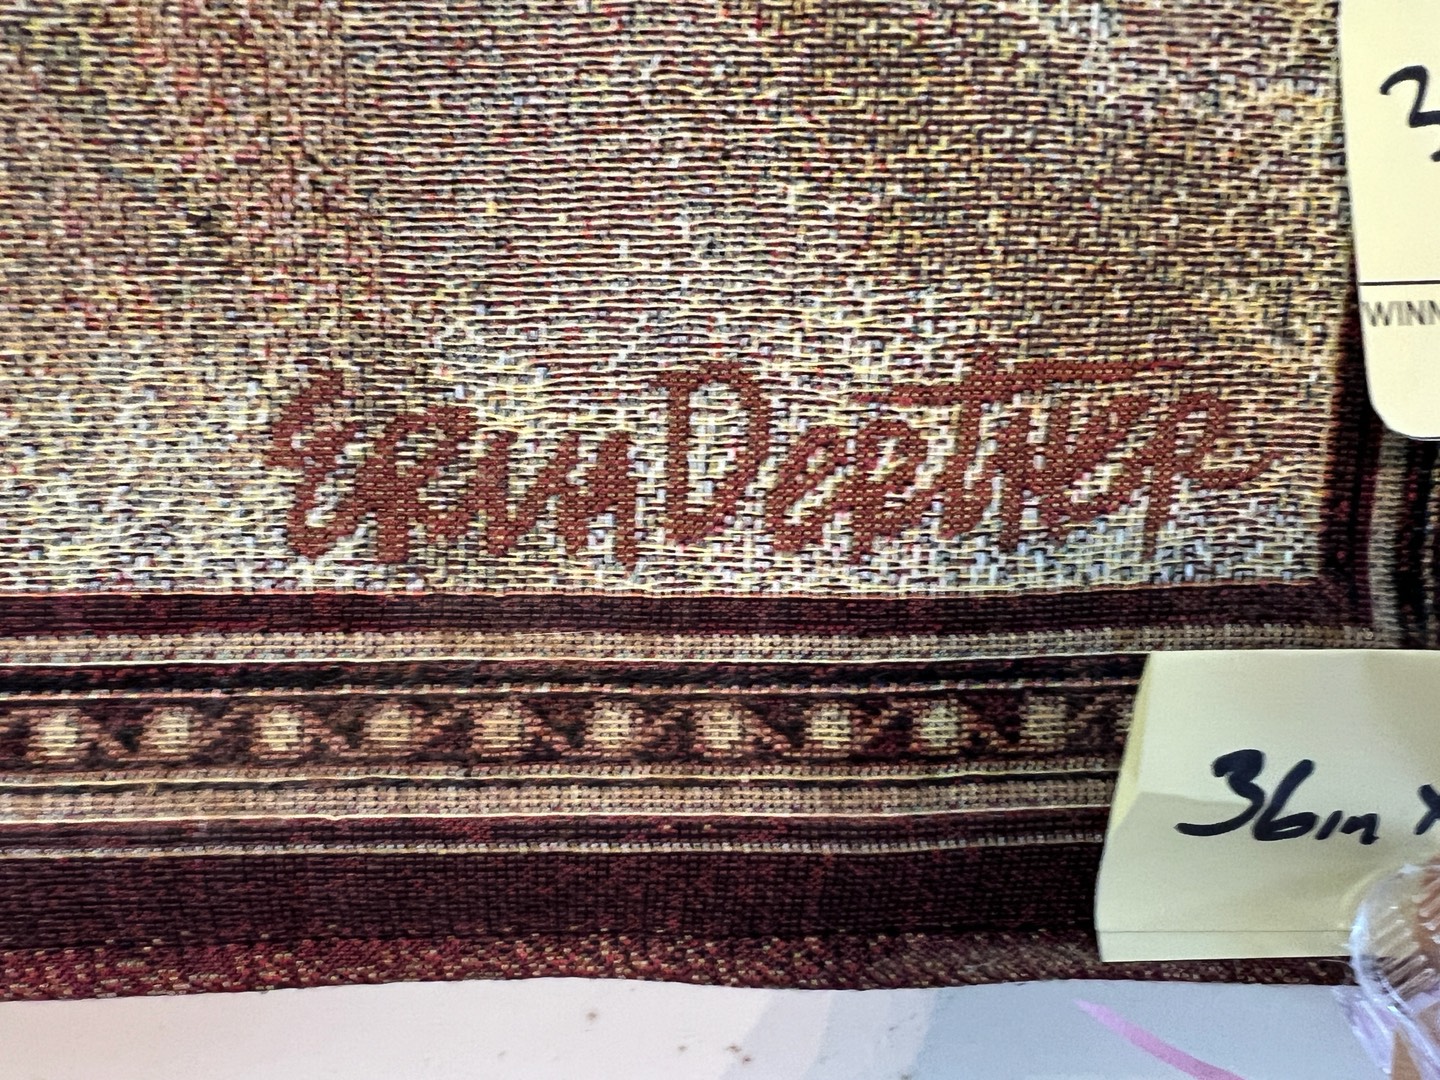 Erin Dertner
WINN
36in x